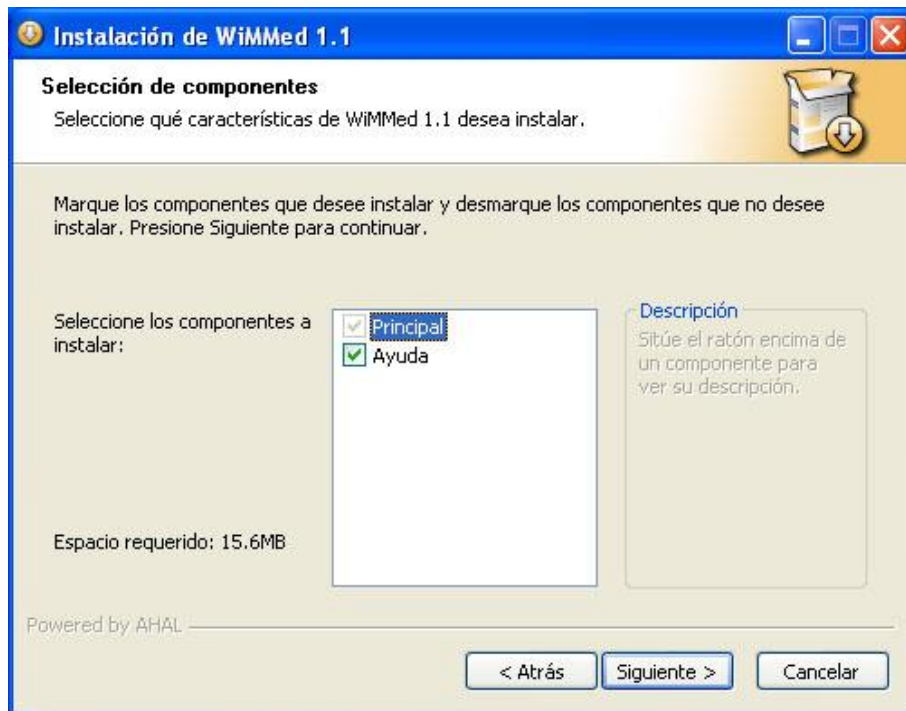 Instalación de WiMMed 1.1
Selección de componentes
Seleccione qué características de WiMMed 1.1 desea instalar.
Marque los componentes que desee instalar y desmarque los componentes que no desee
instalar. Presione Siguiente para continuar.
Seleccione los componentes a
instalar:
Principal
Ayuda
Descripción
Sitúe el ratón encima de
un componente para
ver su descripción.
Espacio requerido: 15.6MB
Powered by AHAL
< Atrás
Siguiente >
Cancelar